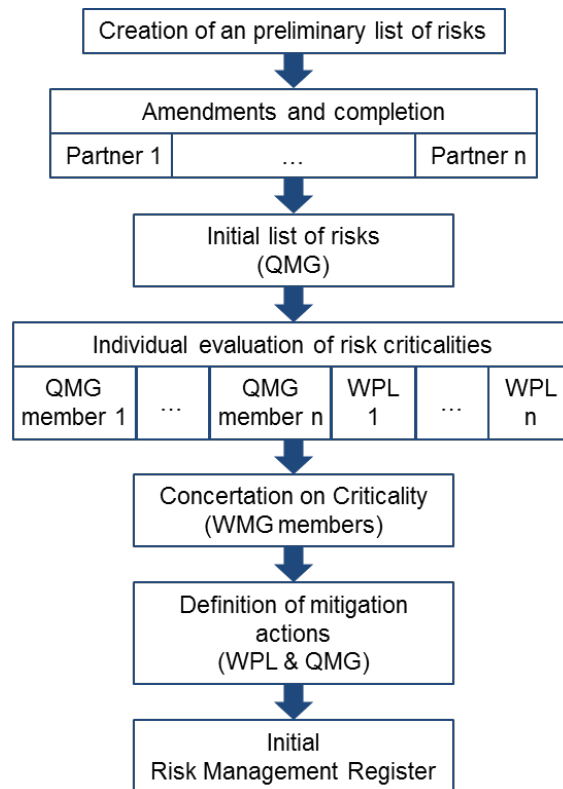 Creation of an preliminary list of risks
Amendments and completion
Partner 1 … Partner n
Initial list of risks
(QMG)
Individual evaluation of risk criticalities
QMG member 1
…
QMG member n
WPL 1
…
WPL n
Concertation on Criticality
(WMG members)
Definition of mitigation
actions
(WPL & QMG)
Initial
Risk Management Register